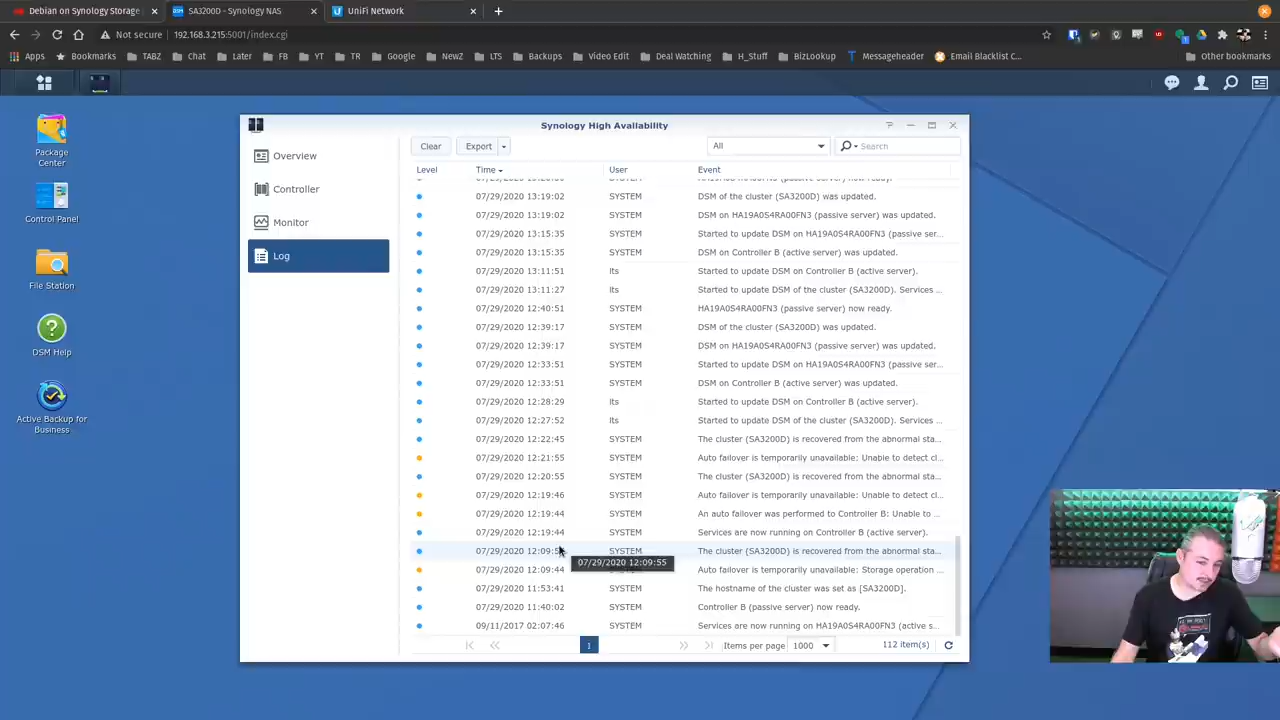 Debian on Synology Storage
SA3200D - Synology NAS
UniFi Network
Not secure
192.168.3.215:5001/index.cgi
Apps
Bookmarks
TABZ
Chat
Later
FB
YT
TR
Google
NewZ
LTS
Backups
Video Edit
Deal Watching
H_Stuff
BizLookup
Messageheader
Email Blacklist C...
Other bookmarks
Package
Center
Control Panel
File Station
DSM Help
Active Backup for
Business
Synology High Availability
Overview
Controller
Monitor
Log
Clear
Export
All
Search
Level Time User Event
07/29/2020 13:19:02 SYSTEM DSM of the cluster (SA3200D) was updated.
07/29/2020 13:19:02 SYSTEM DSM on HA19A0S4RA00FN3 (passive server) was updated.
07/29/2020 13:15:35 SYSTEM Started to update DSM on HA19A0S4RA00FN3 (passive ser...
07/29/2020 13:15:35 SYSTEM DSM on Controller B (active server) was updated.
07/29/2020 13:11:51 lts Started to update DSM on Controller B (active server).
07/29/2020 13:11:27 lts Started to update DSM of the cluster (SA3200D). Services ...
07/29/2020 12:40:51 SYSTEM HA19A0S4RA00FN3 (passive server) now ready.
07/29/2020 12:39:17 SYSTEM DSM of the cluster (SA3200D) was updated.
07/29/2020 12:39:17 SYSTEM DSM on HA19A0S4RA00FN3 (passive server) was updated.
07/29/2020 12:33:51 SYSTEM Started to update DSM on HA19A0S4RA00FN3 (passive ser...
07/29/2020 12:33:51 SYSTEM DSM on Controller B (active server) was updated.
07/29/2020 12:28:29 lts Started to update DSM on Controller B (active server).
07/29/2020 12:27:52 lts Started to update DSM of the cluster (SA3200D). Services ...
07/29/2020 12:22:45 SYSTEM The cluster (SA3200D) is recovered from the abnormal sta...
07/29/2020 12:21:55 SYSTEM Auto failover is temporarily unavailable: Unable to detect cl...
07/29/2020 12:20:55 SYSTEM The cluster (SA3200D) is recovered from the abnormal sta...
07/29/2020 12:19:46 SYSTEM Auto failover is temporarily unavailable: Unable to detect cl...
07/29/2020 12:19:44 SYSTEM An auto failover was performed to Controller B: Unable to ...
07/29/2020 12:19:44 SYSTEM Services are now running on Controller B (active server).
07/29/2020 12:09:55 SYSTEM The cluster (SA3200D) is recovered from the abnormal sta...
07/29/2020 12:09:55
07/29/2020 12:09:44 Auto failover is temporarily unavailable: Storage operation ...
07/29/2020 11:53:41 SYSTEM The hostname of the cluster was set as [SA3200D].
07/29/2020 11:40:02 SYSTEM Controller B (passive server) now ready.
09/11/2017 02:07:46 SYSTEM Services are now running on HA19A0S4RA00FN3 (active s...
1
Items per page 1000
112 item(s)